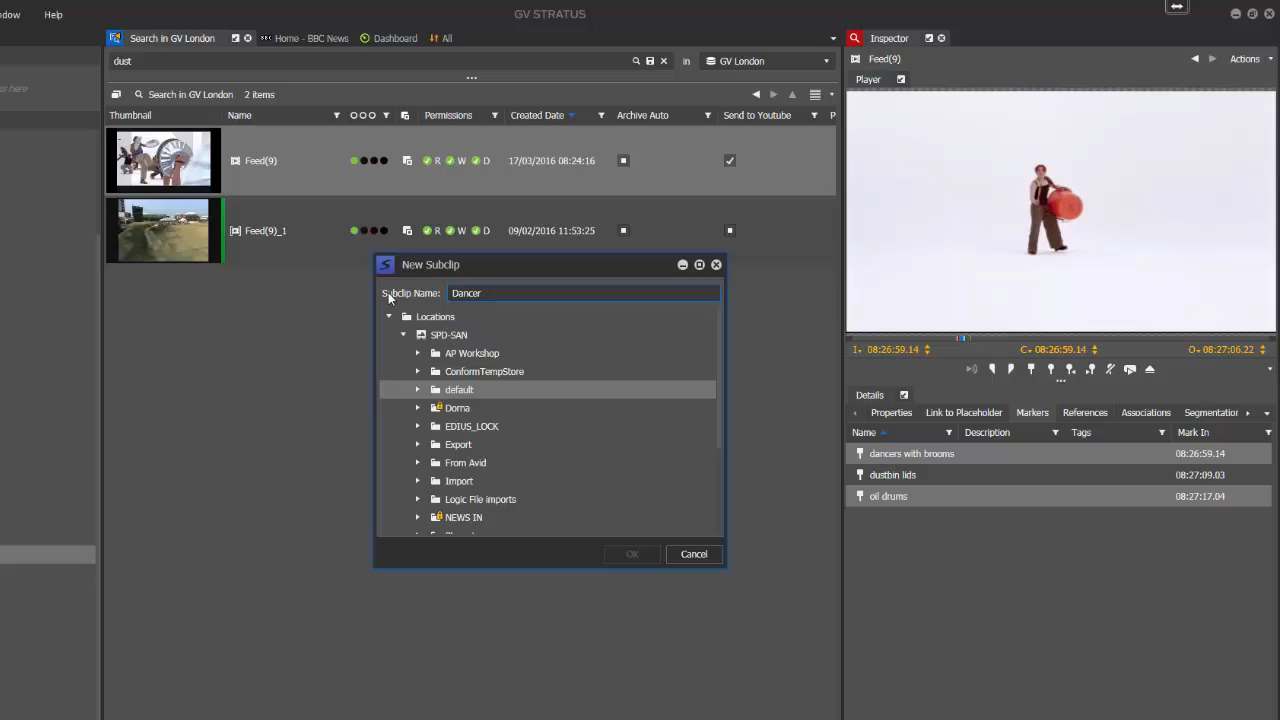 ndow Help GV STRATUS
Search in GV London BBC Home - BBC News Dashboard All
dust in GV London
Search in GV London 2 items
Thumbnail Name Permissions Created Date Archive Auto Send to Youtube P
Feed(9) R W D 17/03/2016 08:24:16
Feed(9)_1 R W D 09/02/2016 11:53:25
s here
New Subclip
Subclip Name: Dancer
Locations
SPD-SAN
AP Workshop
ConformTempStore
default
Dorna
EDIUS_LOCK
Export
From Avid
Import
Logic File Imports
NEWS IN
OK Cancel
Inspector
Feed(9) Actions
Player
I 08:26:59.14 C 08:26:59.14 O 08:27:06.22
Details
Properties Link to Placeholder Markers References Associations Segmentation
Name Description Tags Mark In
dancers with brooms 08:26:59.14
dustbin lids 08:27:09.03
oil drums 08:27:17.04